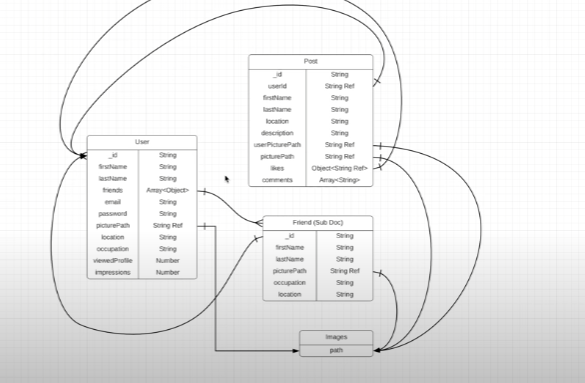 Post
_id String
userId String Ref
firstName String
lastName String
location String
description String
userPicturePath String Ref
picturePath String Ref
likes Object<String Ref>
comments Array<String>
User
_id String
firstName String
lastName String
friends Array<Object>
email String
password String
picturePath String Ref
location String
occupation String
viewedProfile Number
impressions Number
Friend (Sub Doc)
_id String
firstName String
lastName String
picturePath String Ref
occupation String
location String
Images
path